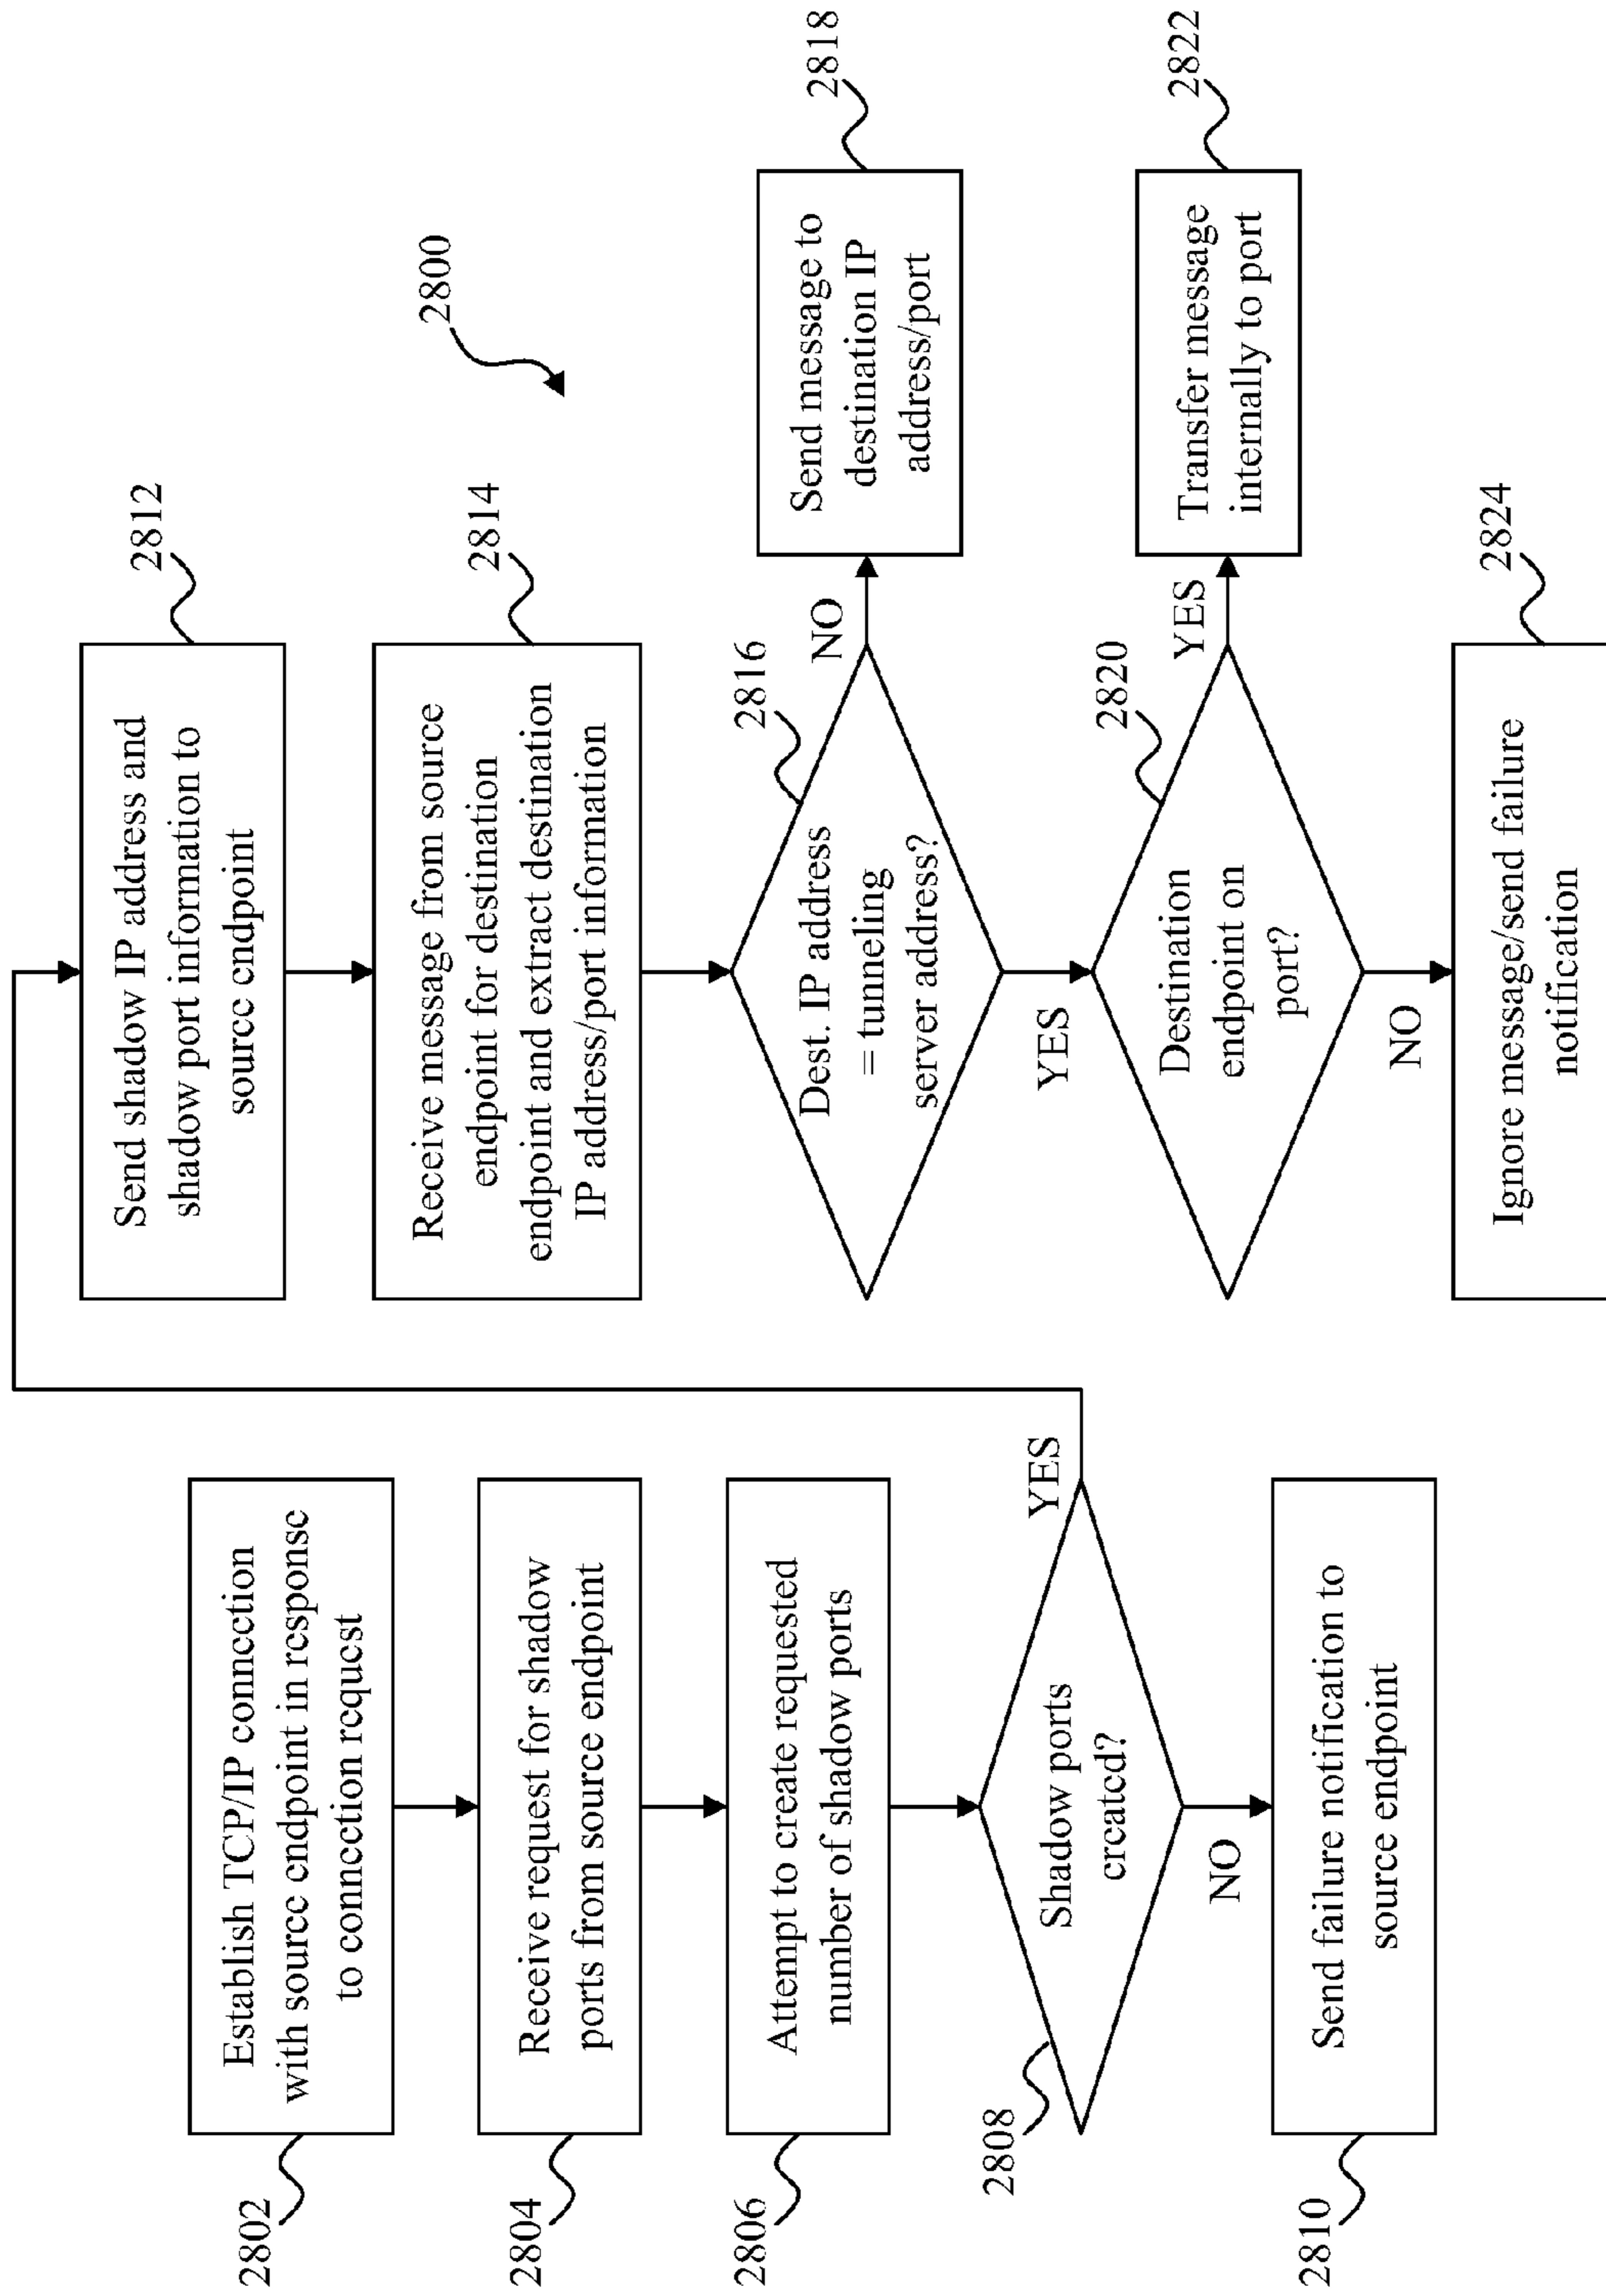 2800
2802
Establish TCP/IP connection
with source endpoint in response
to connection request
2804
Receive request for shadow
ports from source endpoint
2806
Attempt to create requested
number of shadow ports
2808
Shadow ports
created?
YES
NO
2810
Send failure notification to
source endpoint
2812
Send shadow IP address and
shadow port information to
source endpoint
2814
Receive message from source
endpoint for destination
endpoint and extract destination
IP address/port information
2816
Dest. IP address
= tunneling
server address?
NO
2818
Send message to
destination IP
address/port
YES
2820
Destination
endpoint on
port?
YES
2822
Transfer message
internally to port
NO
2824
Ignore message/send failure
notification